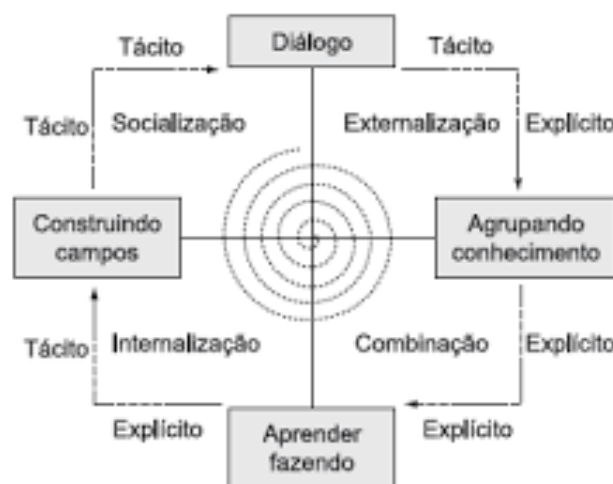 Diálogo
Tácito
Tácito
Tácito
Socialização
Externalização
Explícito
Construindo
campos
Agrupando
conhecimento
Tácito
Internalização
Combinação
Explícito
Explícito
Aprender
fazendo
Explícito